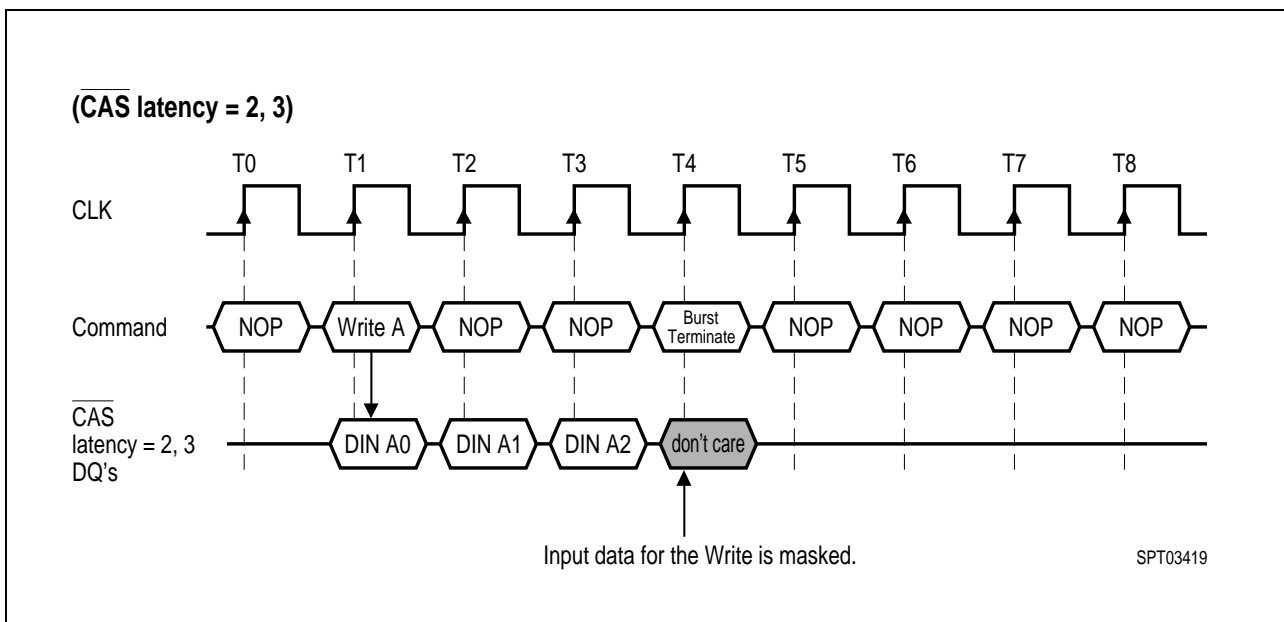 (CAS latency = 2, 3)
T0 T1 T2 T3 T4 T5 T6 T7 T8
CLK
Command NOP Write A NOP NOP Burst Terminate NOP NOP NOP NOP
CAS
latency = 2, 3
DQ's
DIN A0 DIN A1 DIN A2 don't care
Input data for the Write is masked.
SPT03419